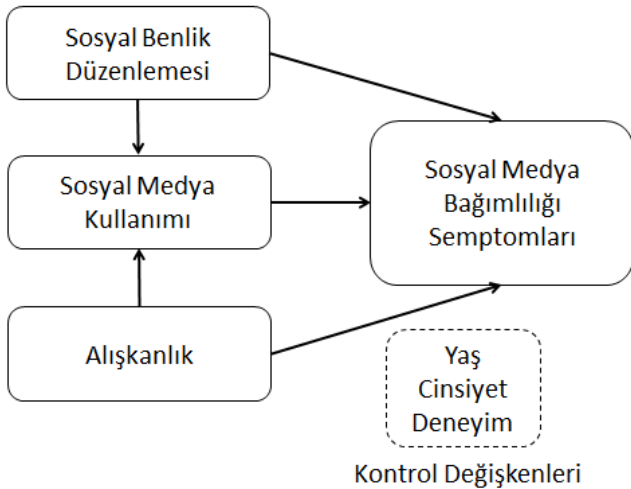 Sosyal Benlik
Düzenlemesi
Sosyal Medya
Kullanımı
Sosyal Medya
Bağımlılığı
Semptomları
Alışkanlık
Yaş
Cinsiyet
Deneyim
Kontrol Değişkenleri